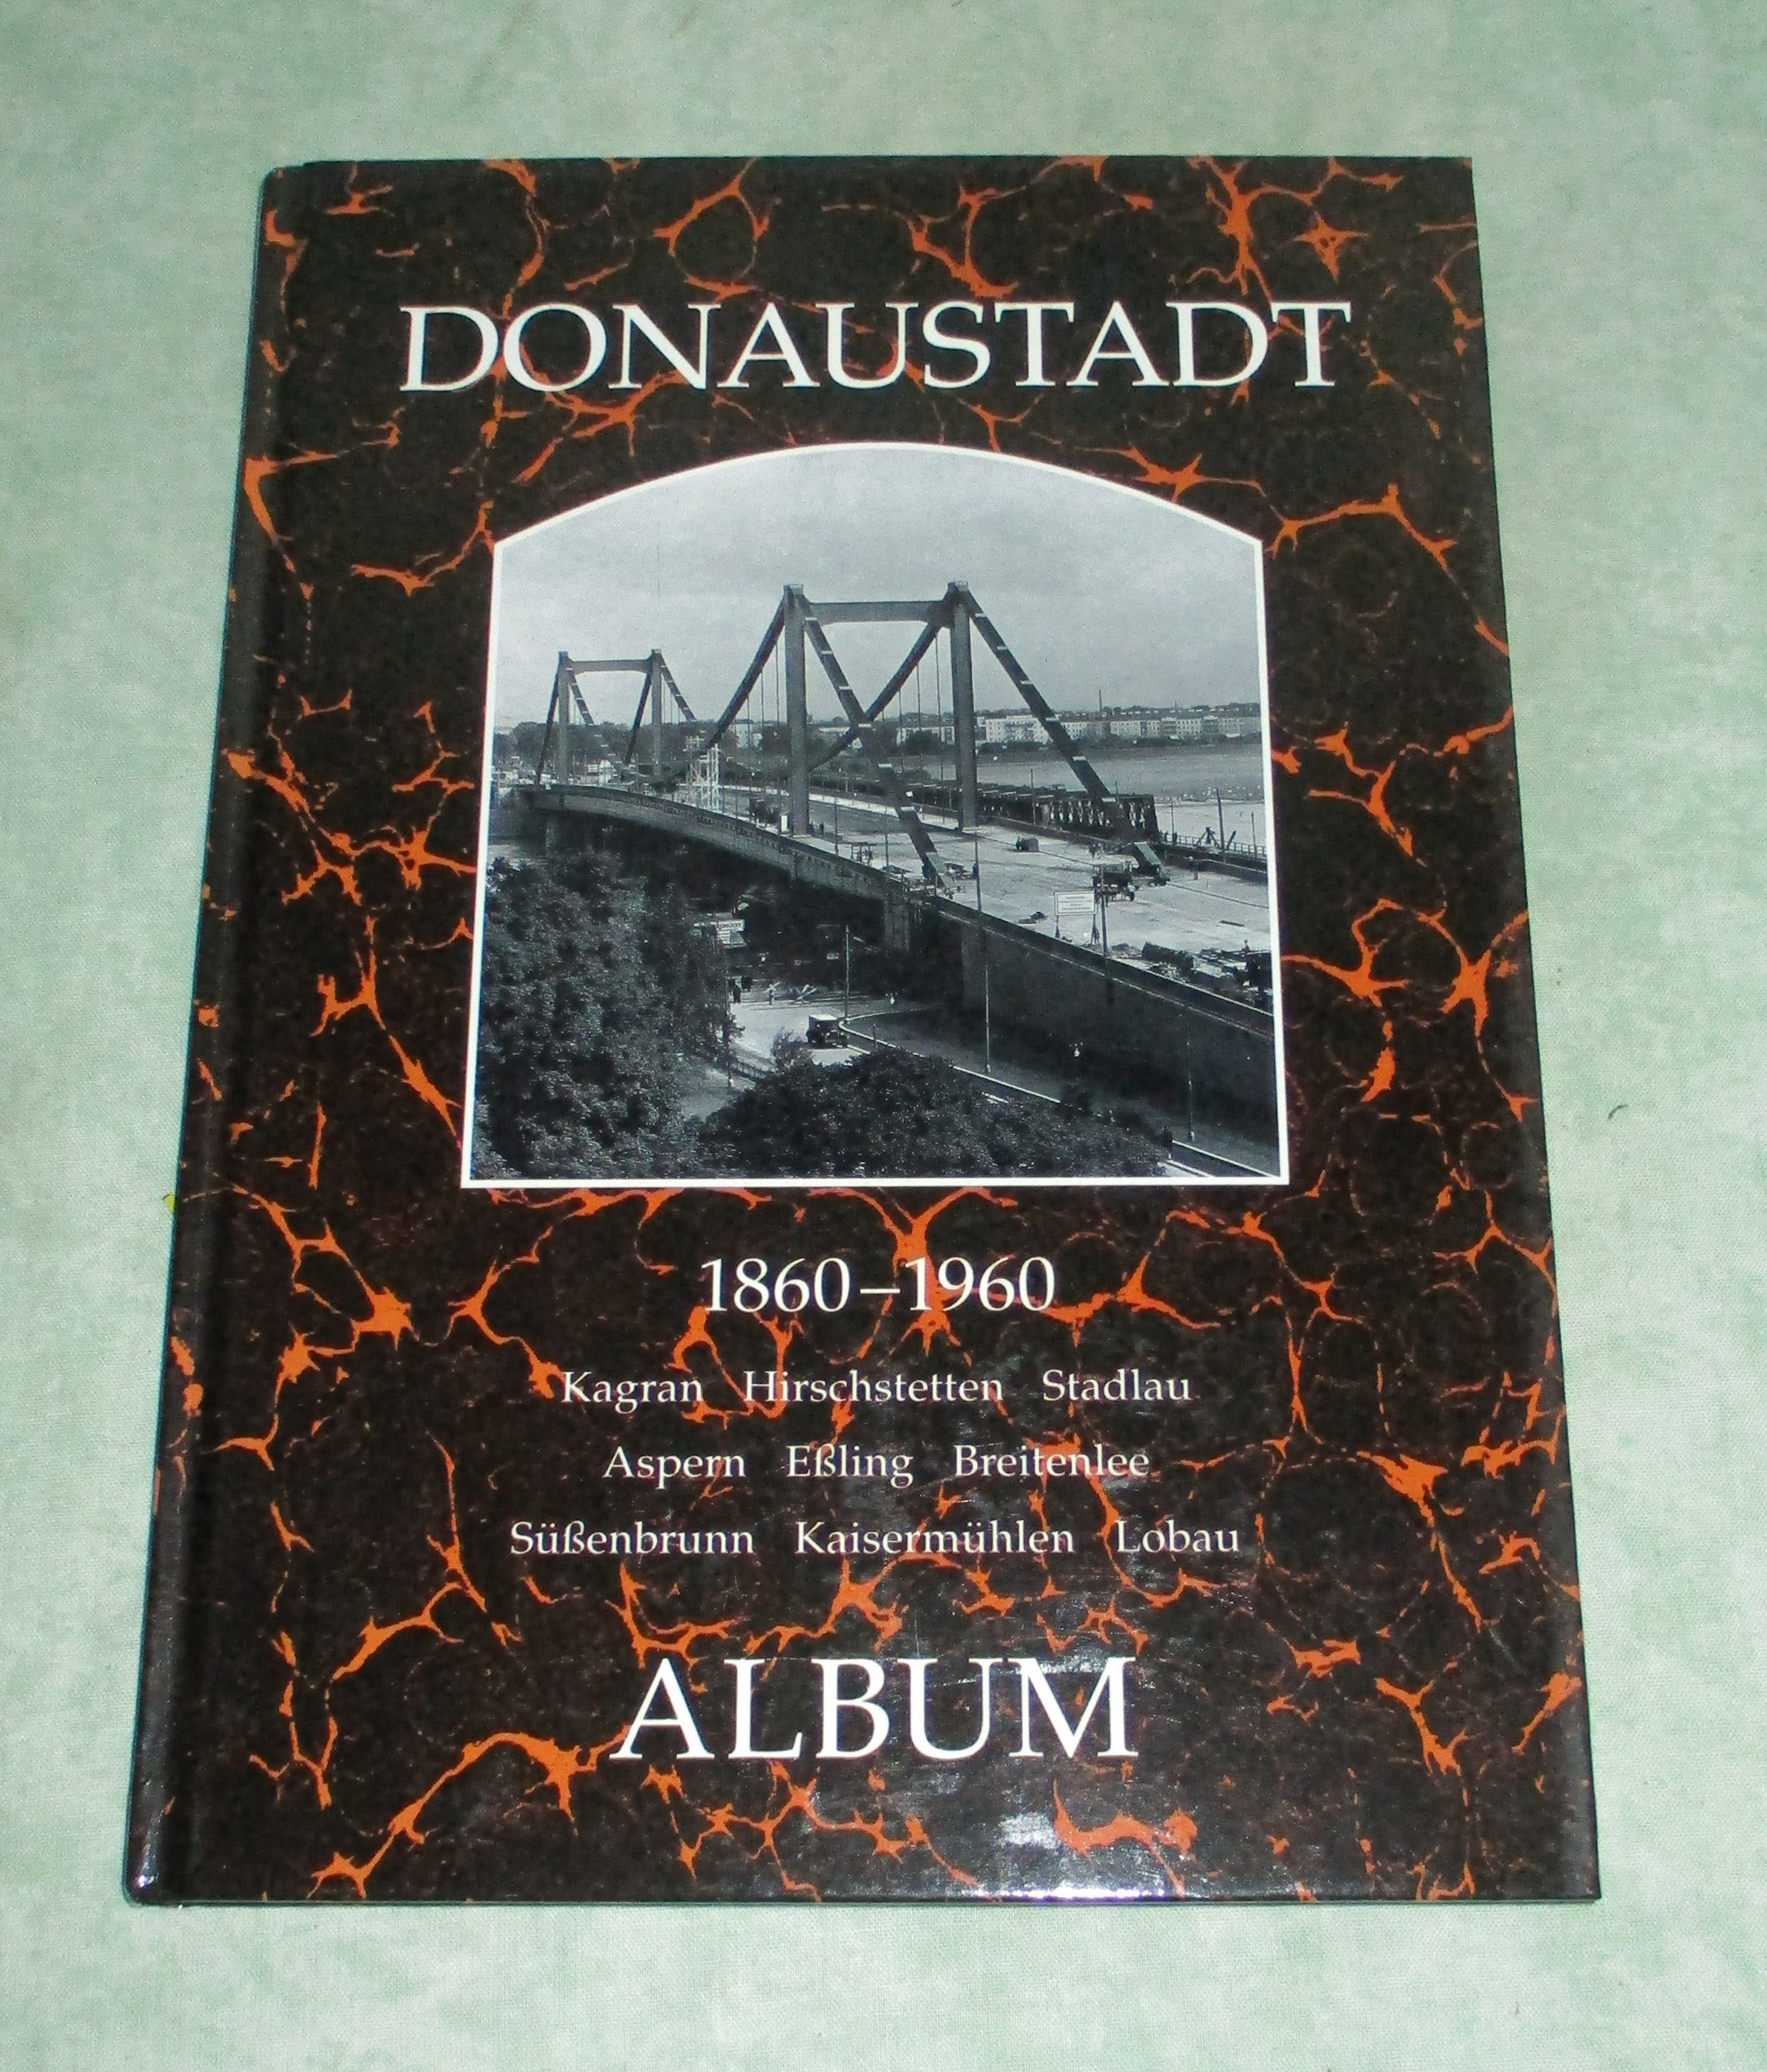 DONAUSTADT
1860–1960
Kagran Hirschstetten Stadlau
Aspern Eßling Breitenlee
Süßenbrunn Kaisermühlen Lobau
ALBUM